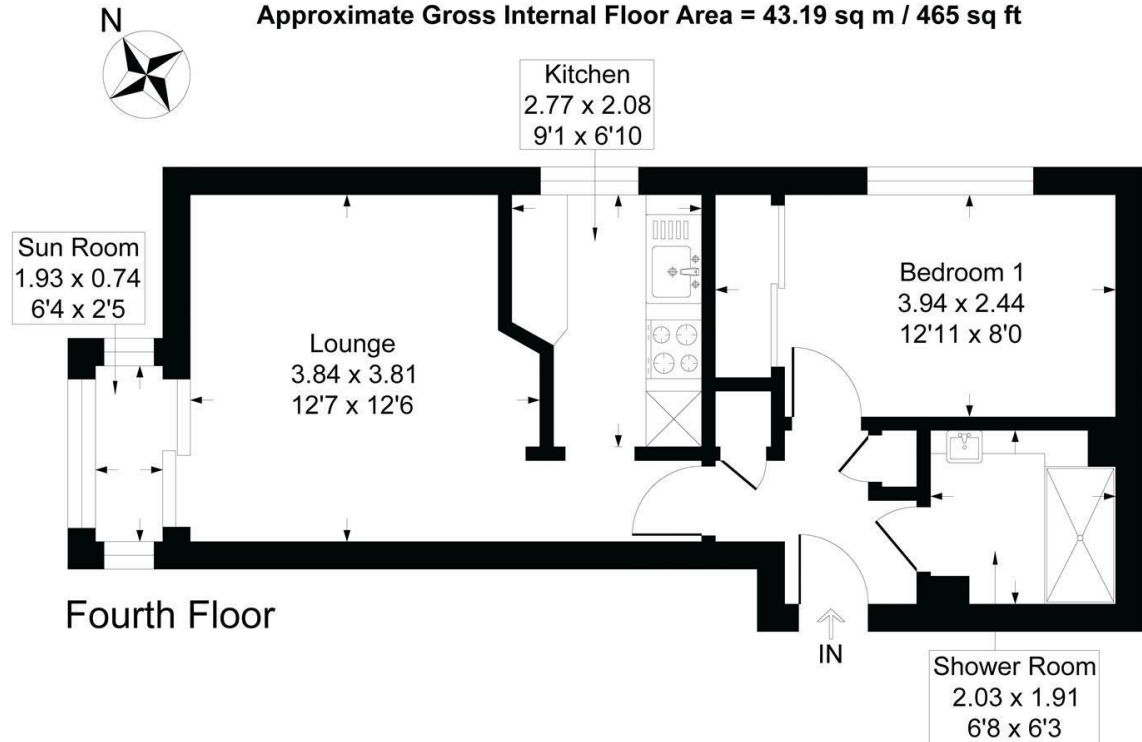 Approximate Gross Internal Floor Area = 43.19 sq m / 465 sq ft
N
Kitchen
2.77 x 2.08
9'1 x 6'10
Sun Room
1.93 x 0.74
6'4 x 2'5
Lounge
3.84 x 3.81
12'7 x 12'6
Bedroom 1
3.94 x 2.44
12'11 x 8'0
Fourth Floor
IN
Shower Room
2.03 x 1.91
6'8 x 6'3